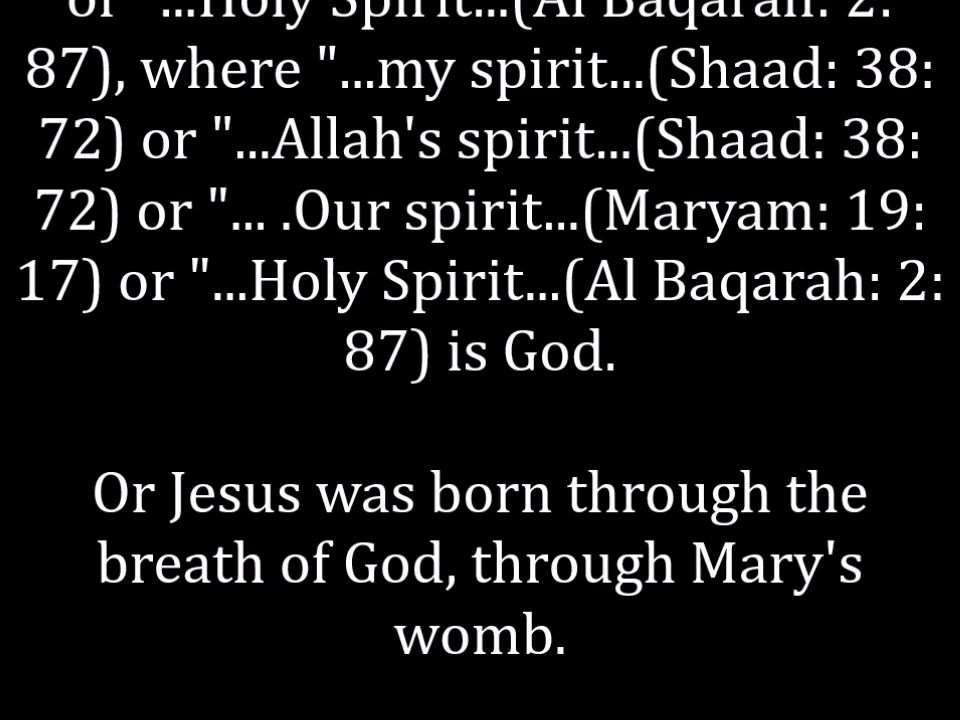 or "...Holy Spirit...(Al Baqarah: 2:
87), where "...my spirit...(Shaad: 38:
72) or "...Allah's spirit...(Shaad: 38:
72) or "... .Our spirit...(Maryam: 19:
17) or "...Holy Spirit...(Al Baqarah: 2:
87) is God.
Or Jesus was born through the
breath of God, through Mary's
womb.